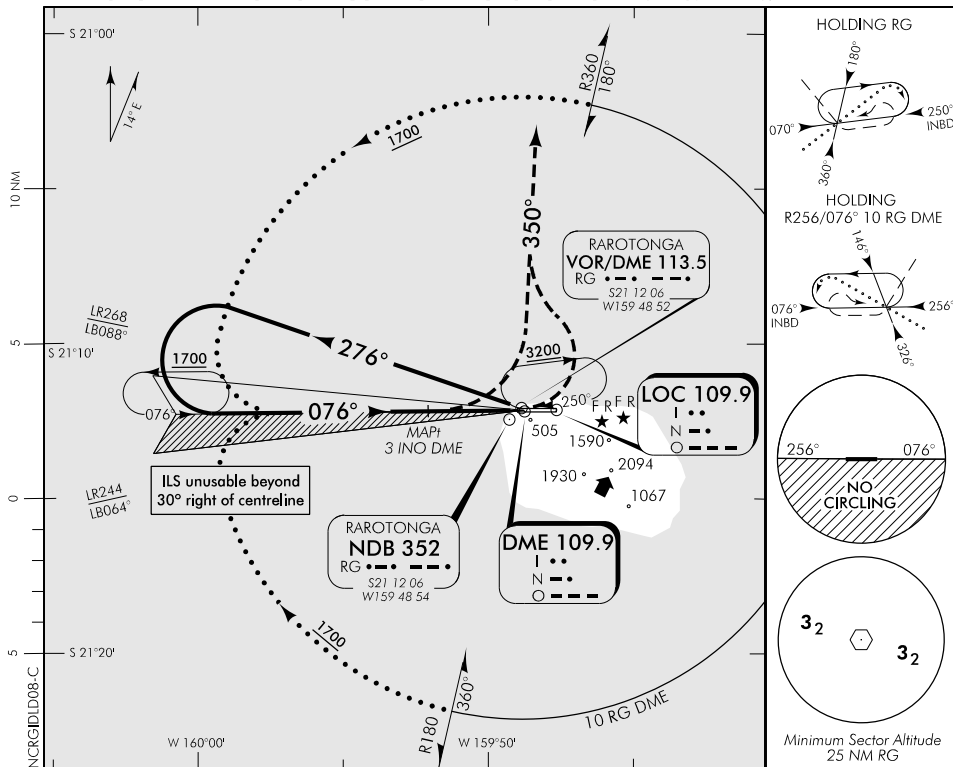 S 21°00'
14° E
R360
180°
1700
10 NM
350°
RAROTONGA
VOR/DME 113.5
RG
S21 12 06
W159 48 52
LR268
LB088°
5
S 21°10'
276°
1700
3200
LOC 109.9
I
N
O
076°
076°
250°
F R F R
MAPt
3 INO DME
505
1590
2094
1930
1067
ILS unusable beyond
30° right of centreline
LR244
LB064°
0
RAROTONGA
NDB 352
RG
S21 12 06
W159 48 54
DME 109.9
I
N
O
1700
5
S 21°20'
R180
360°
10 RG DME
W 160°00'
W 159°50'
NCRGIDLD08-C
HOLDING RG
180°
070°
250°
INBD
360°
HOLDING
R256/076° 10 RG DME
146°
076°
INBD
256°
326°
256°
076°
NO
CIRCLING
3₂
3₂
Minimum Sector Altitude
25 NM RG